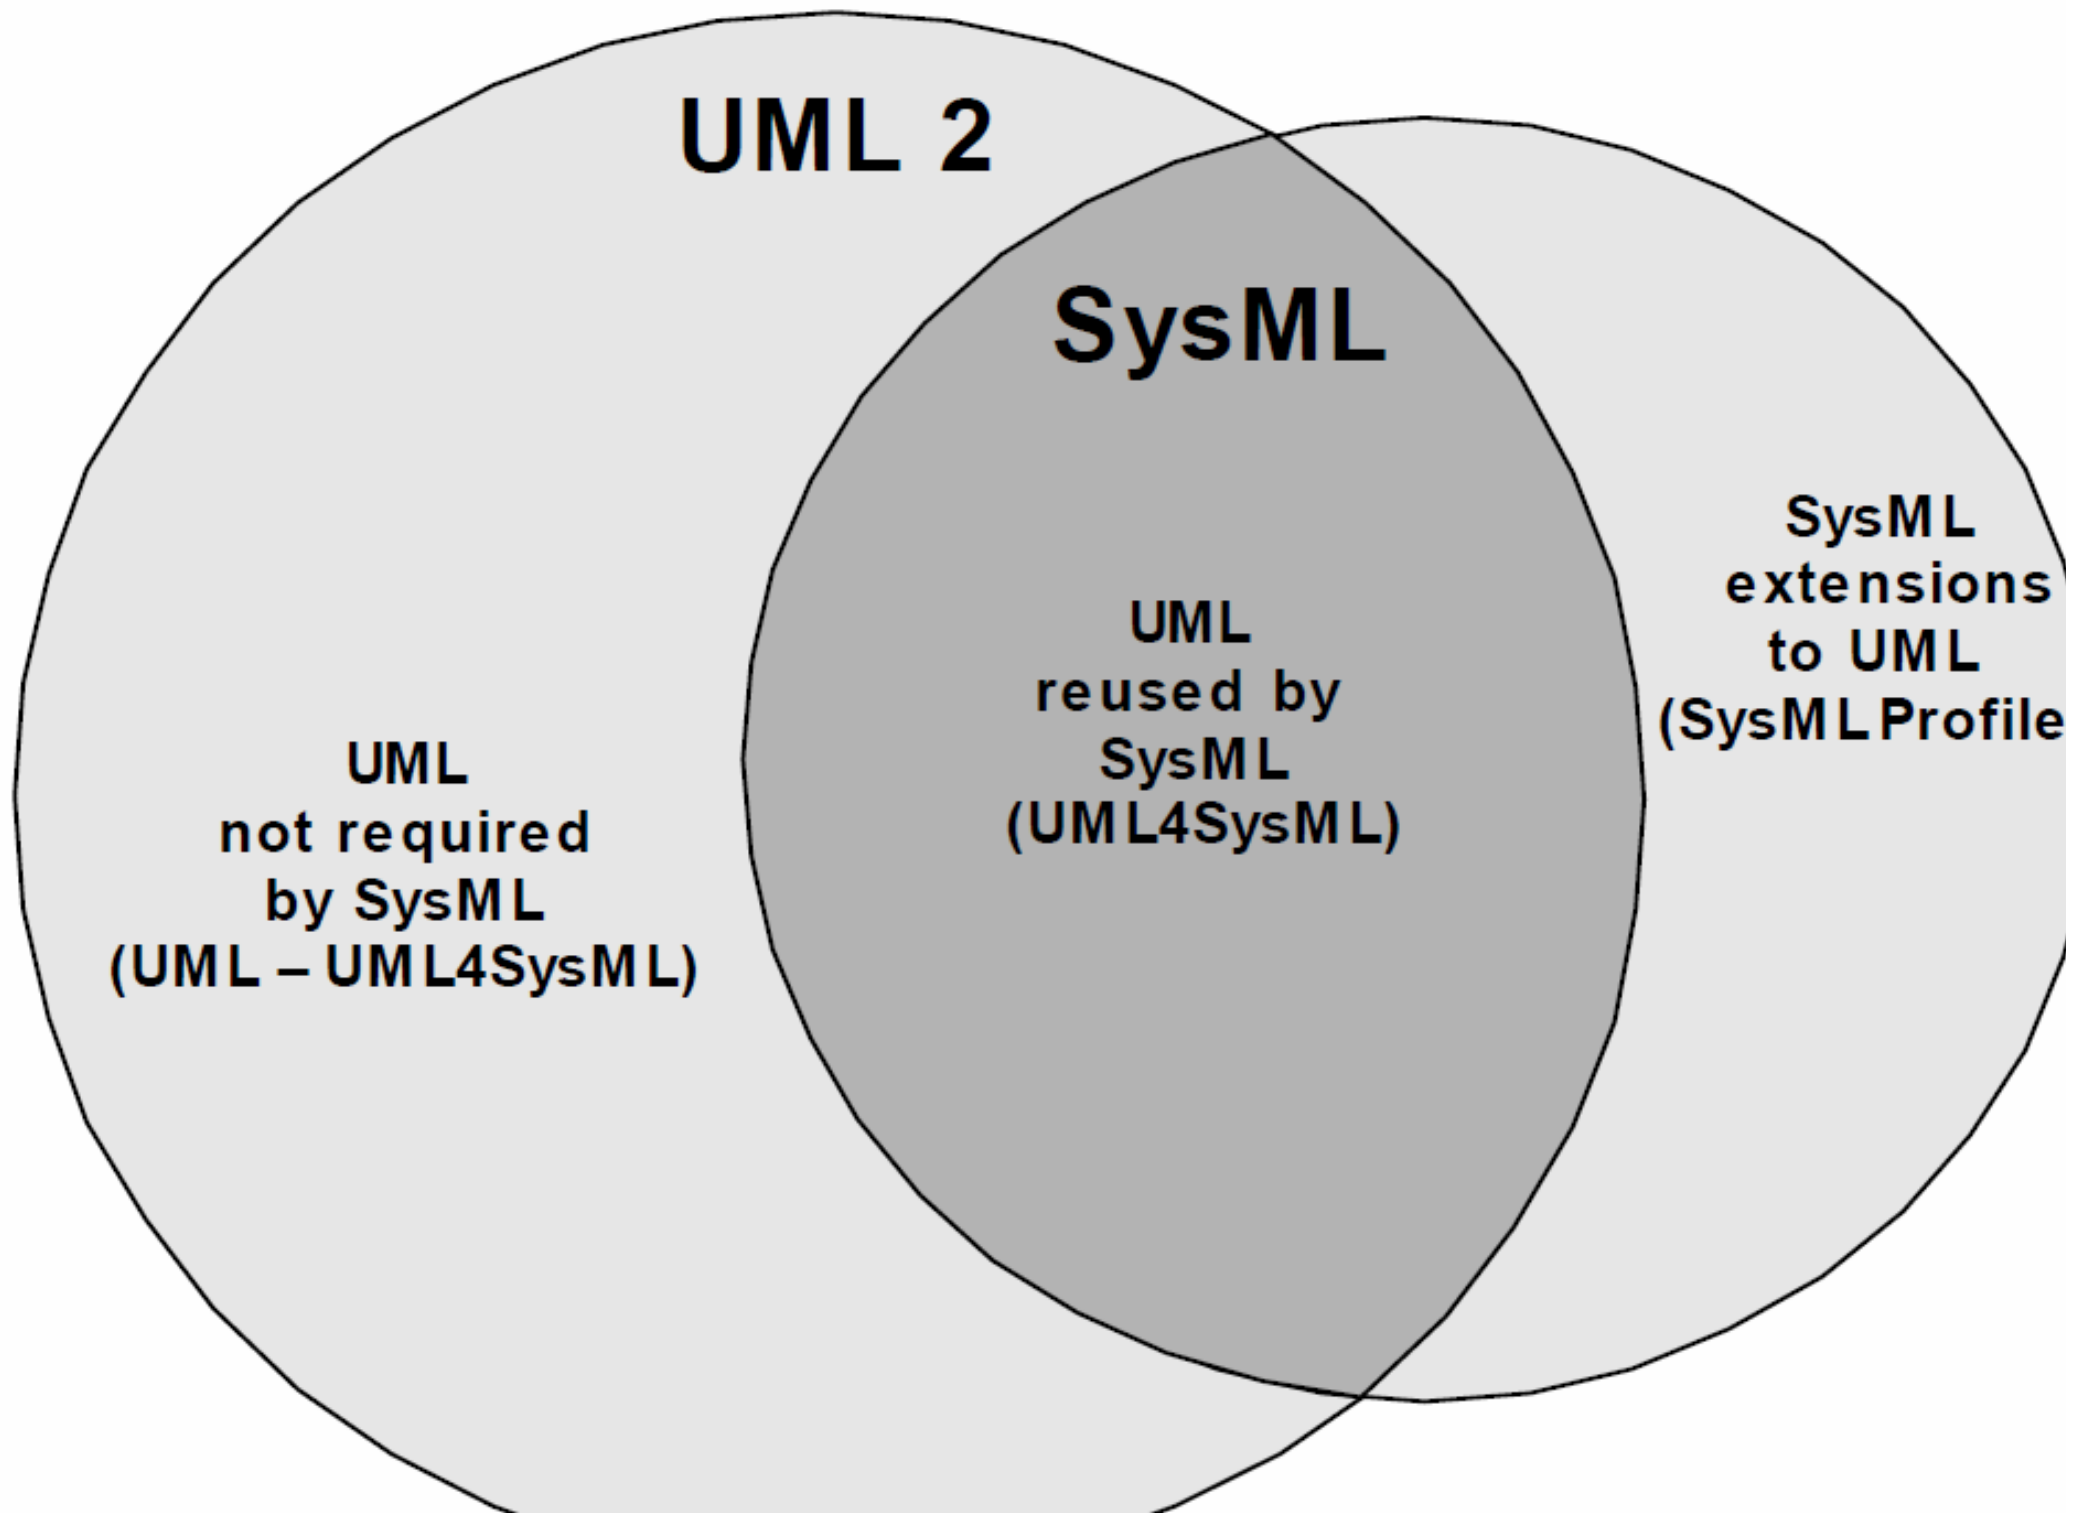 UML 2
SysML
UML
not required
by SysML
(UML – UML4SysML)
UML
reused by
SysML
(UML4SysML)
SysML
extensions
to UML
(SysML Profile